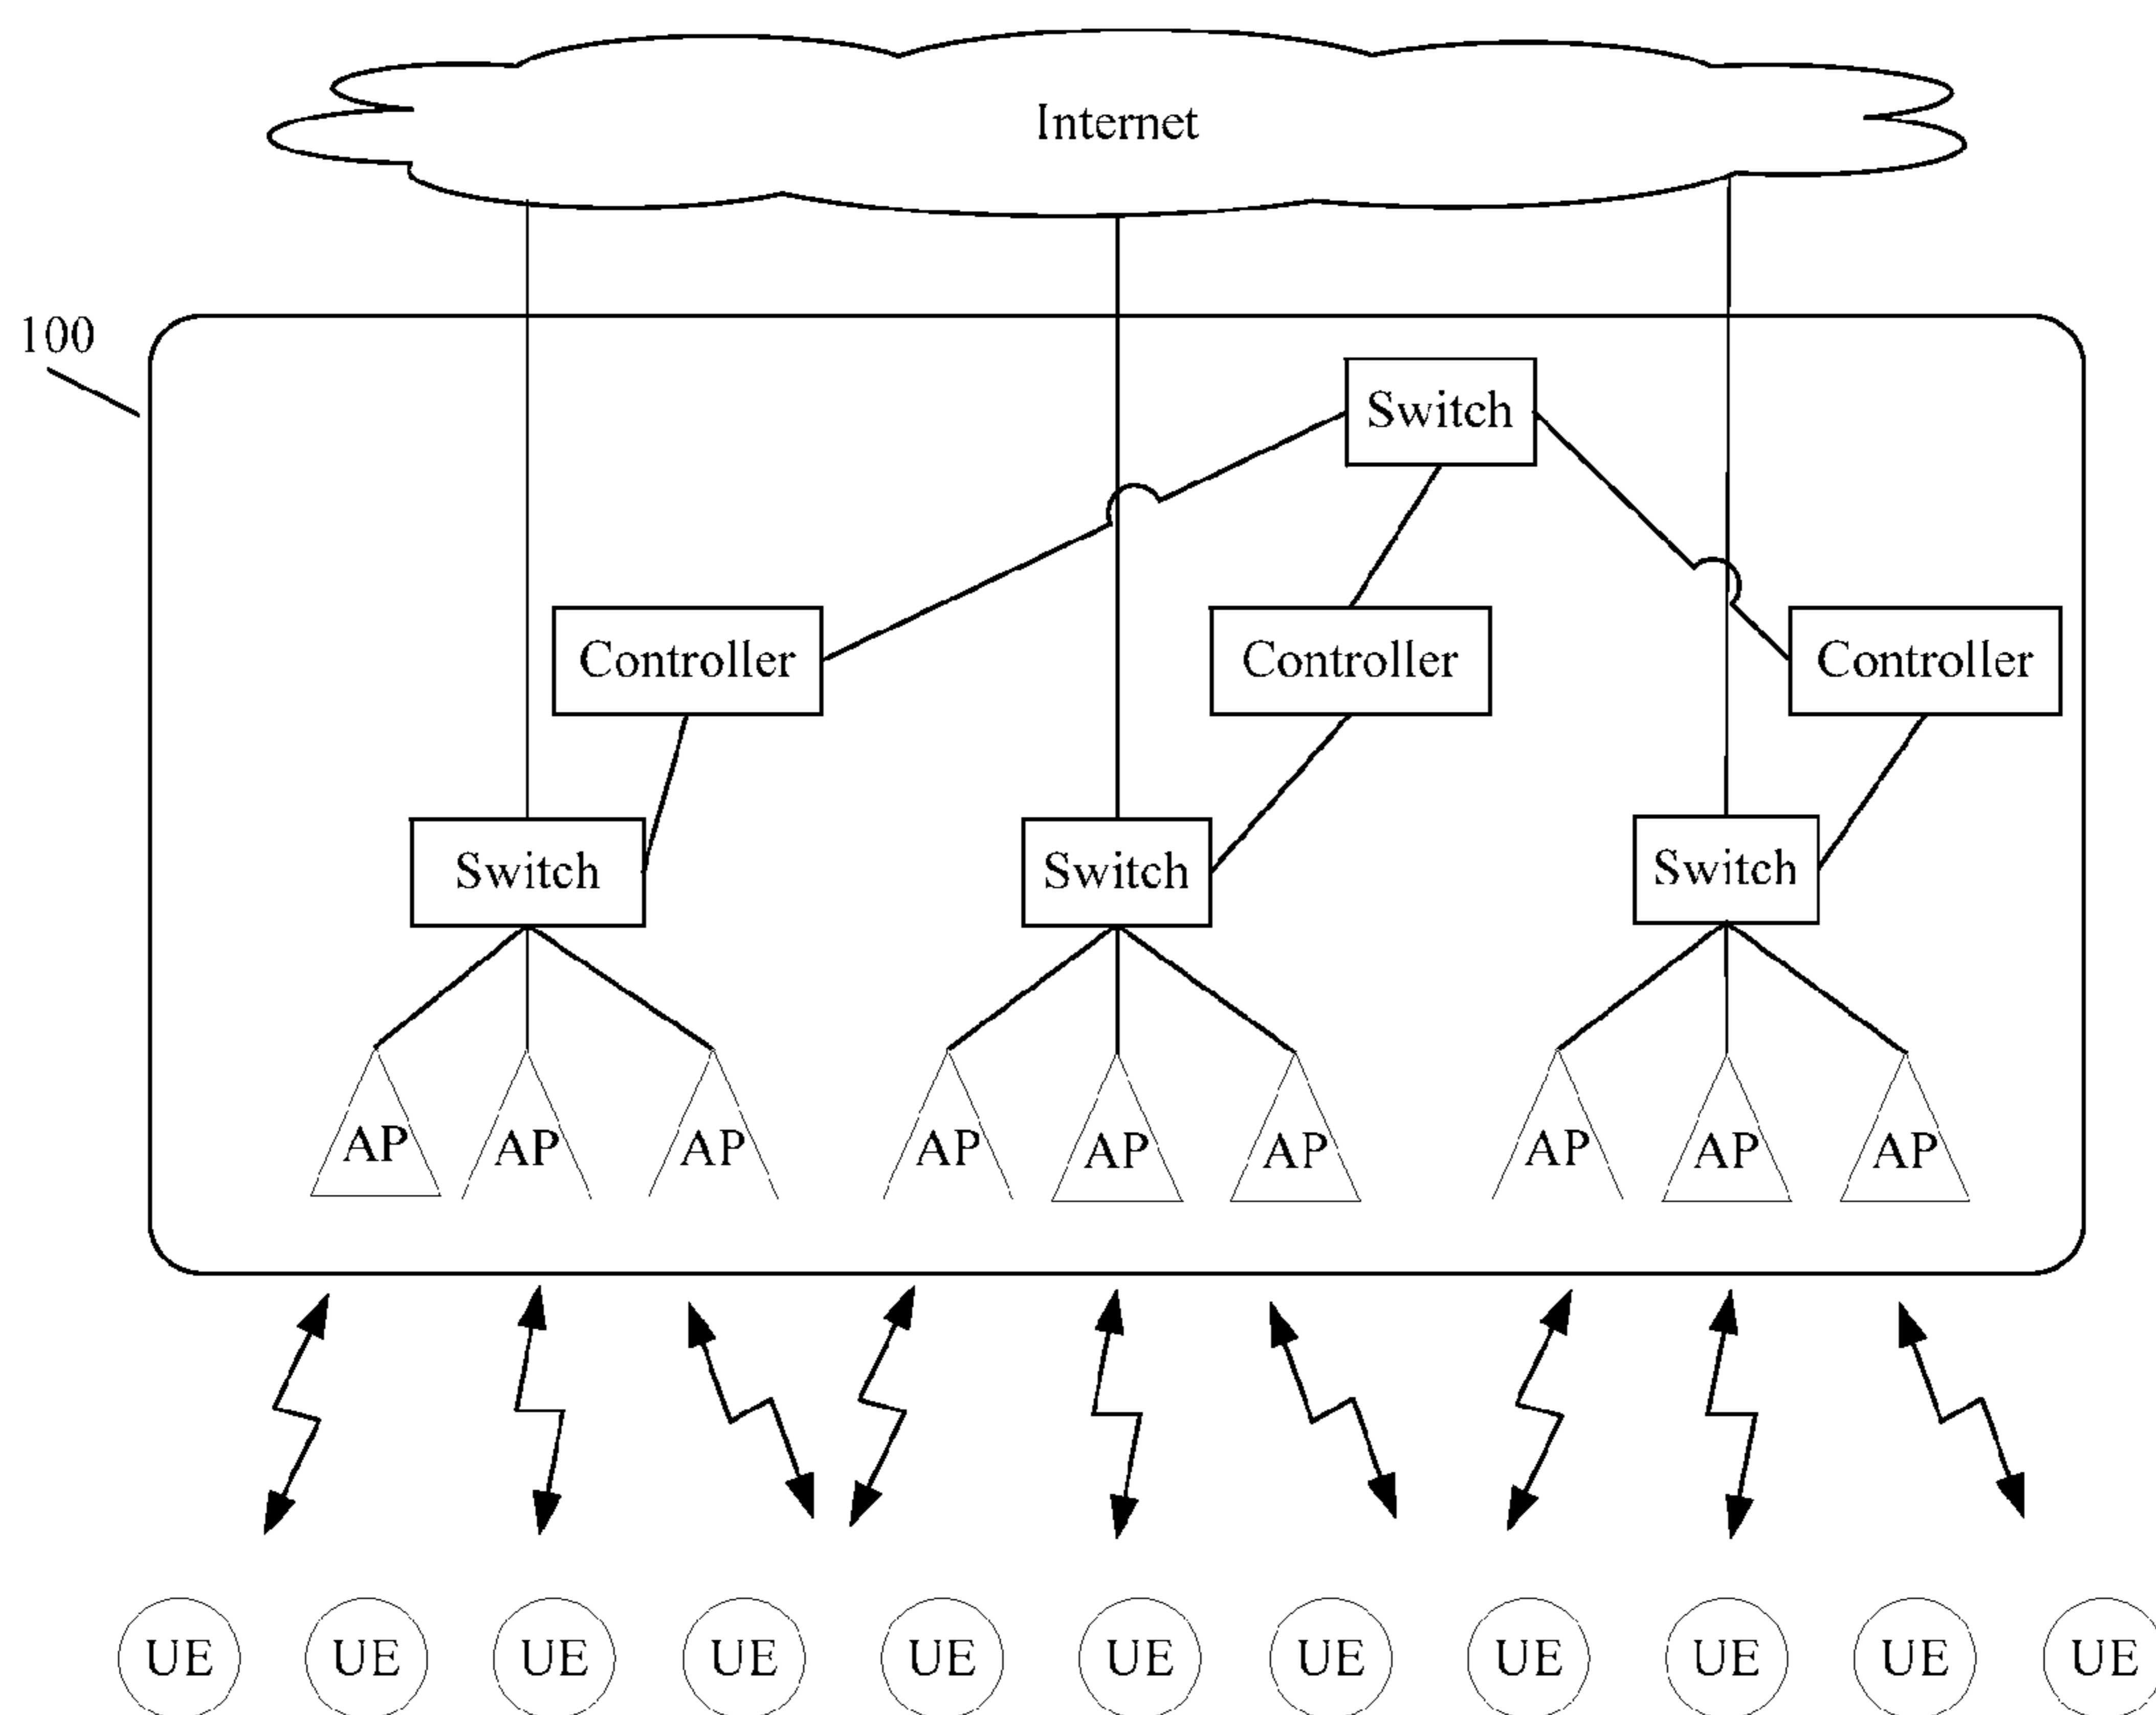 Internet
100
Switch
Controller Controller Controller
Switch Switch Switch
AP AP AP AP AP AP AP AP AP
UE UE UE UE UE UE UE UE UE UE UE